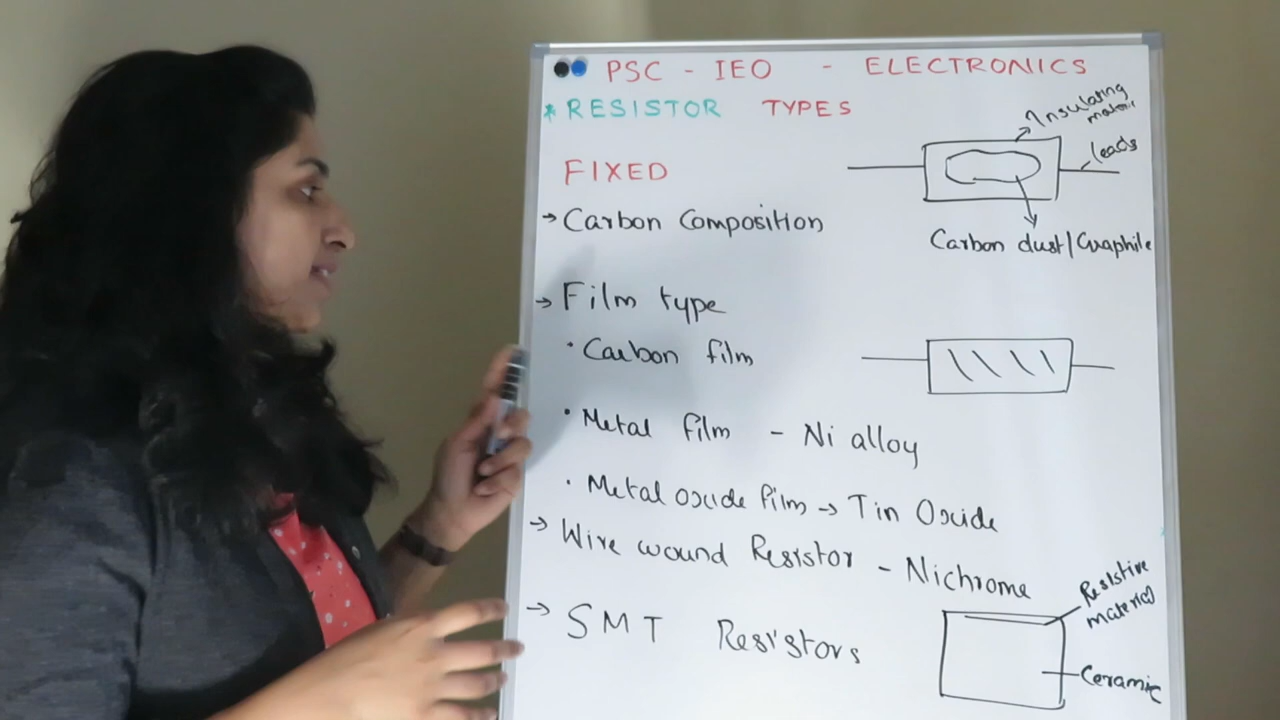 PSC - IEO - ELECTRONICS
* RESISTOR TYPES
Insulating
leads
FIXED
→ Carbon Composition
Carbon dust/Graphite
→ Film type
· Carbon film
· Metal film - Ni alloy
· Metal oxide film → Tin Oxide
→ Wire wound Resistor - Nichrome
Resistive
material
→ SMT Resistors
Ceramic